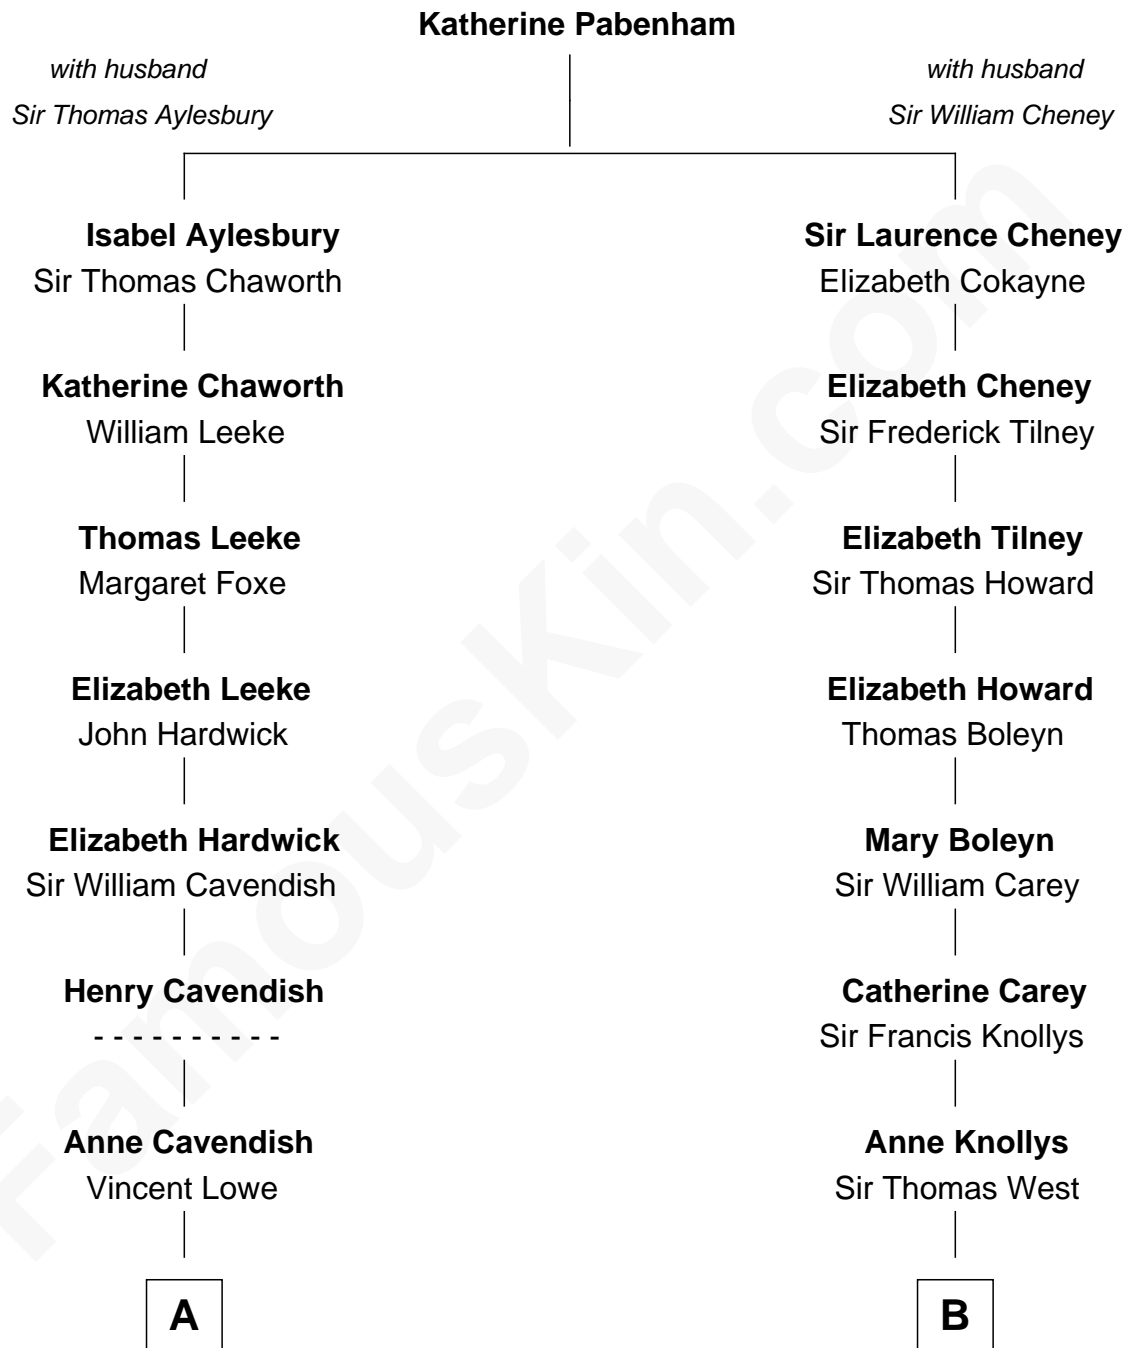 Katherine Pabenham
with husband
Sir Thomas Aylesbury
with husband
Sir William Cheney
Isabel Aylesbury
Sir Thomas Chaworth
Sir Laurence Cheney
Elizabeth Cokayne
Katherine Chaworth
William Leeke
Elizabeth Cheney
Sir Frederick Tilney
Thomas Leeke
Margaret Foxe
Elizabeth Tilney
Sir Thomas Howard
Elizabeth Leeke
John Hardwick
Elizabeth Howard
Thomas Boleyn
Elizabeth Hardwick
Sir William Cavendish
Mary Boleyn
Sir William Carey
Henry Cavendish
- - - - - - - - - -
Catherine Carey
Sir Francis Knollys
Anne Cavendish
Vincent Lowe
Anne Knollys
Sir Thomas West
A
B
FamousKin.com